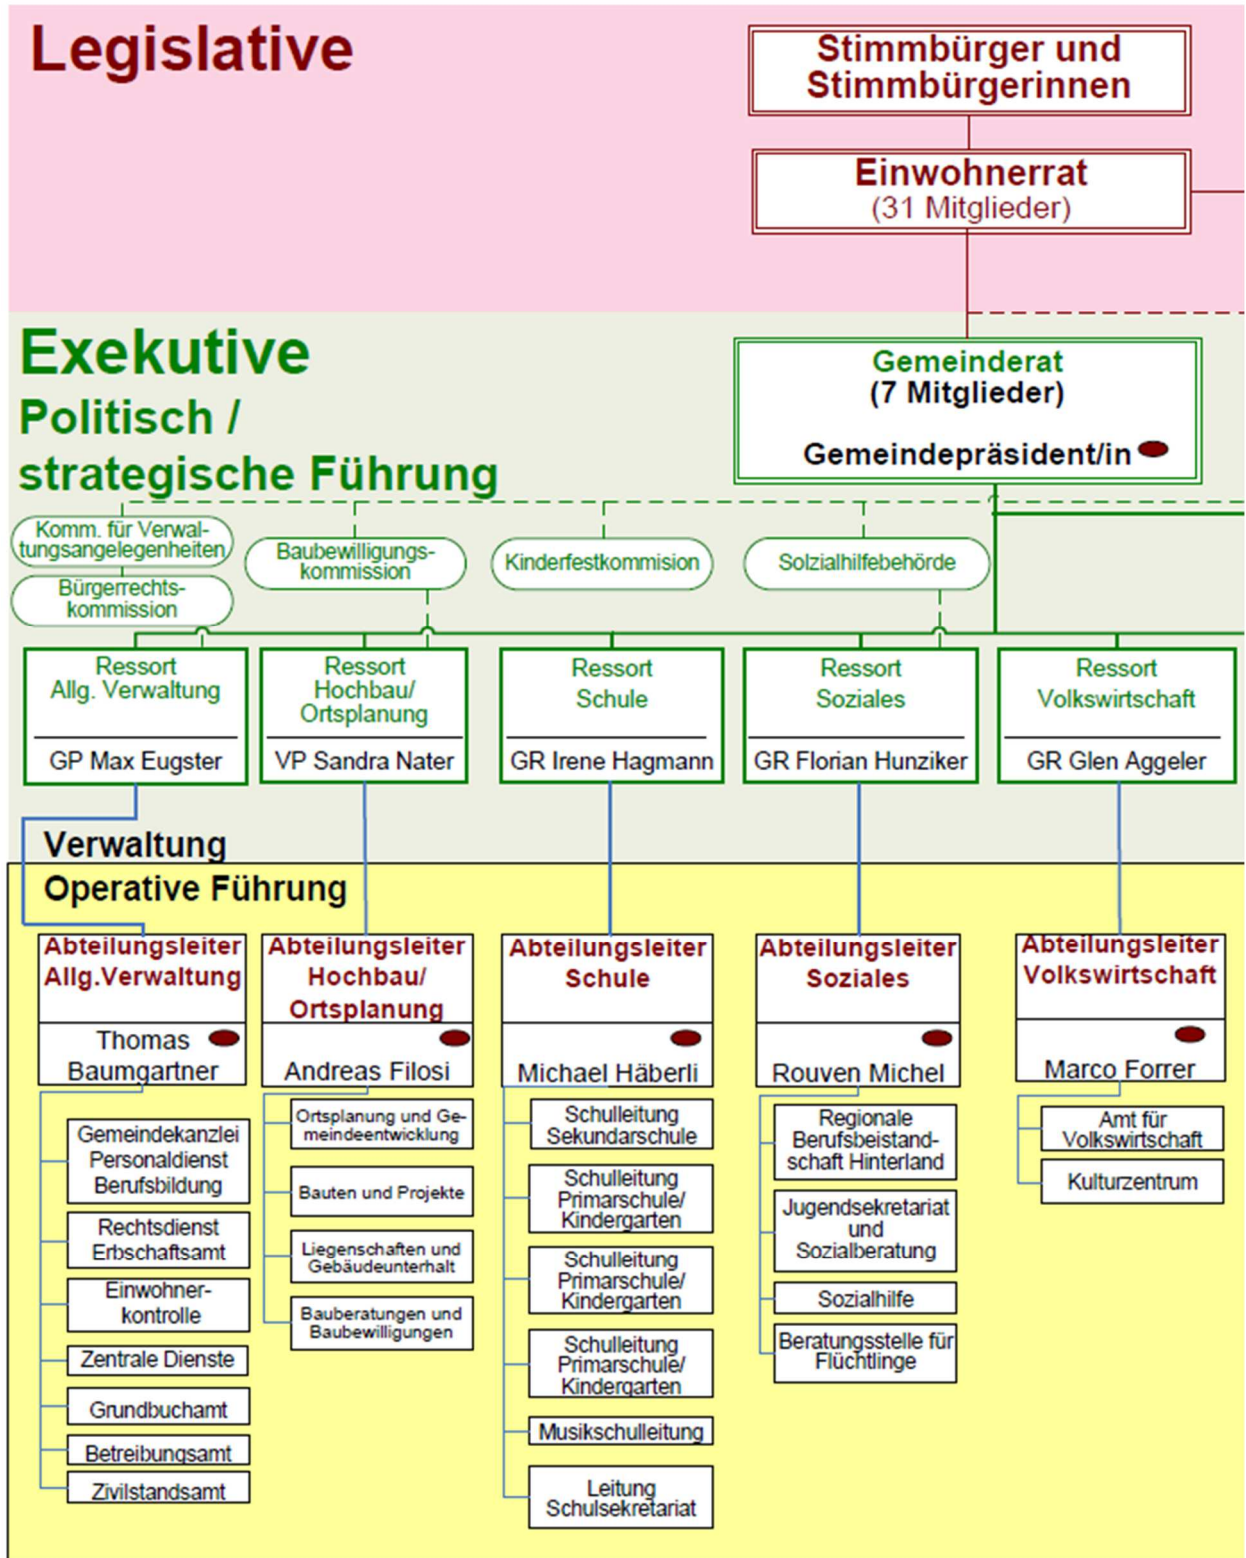 Legislative
Stimmbürger und
Stimmbürgerinnen
Einwohnerrat
(31 Mitglieder)
Exekutive
Politisch /
strategische Führung
Gemeinderat
(7 Mitglieder)
Gemeindepräsident/in
Komm. für Verwal-
tungsangelegenheiten
Bürgerrechts-
kommission
Baubewilligungs-
kommission
Kinderfestkommision
Solzialhilfebehörde
Ressort
Allg. Verwaltung
GP Max Eugster
Ressort
Hochbau/
Ortsplanung
VP Sandra Nater
Ressort
Schule
GR Irene Hagmann
Ressort
Soziales
GR Florian Hunziker
Ressort
Volkswirtschaft
GR Glen Aggeler
Verwaltung
Operative Führung
Abteilungsleiter
Allg.Verwaltung
Thomas
Baumgartner
Gemeindekanzlei
Personaldienst
Berufsbildung
Rechtsdienst
Erbschaftsamt
Einwohner-
kontrolle
Zentrale Dienste
Grundbuchamt
Betreibungsamt
Zivilstandsamt
Abteilungsleiter
Hochbau/
Ortsplanung
Andreas Filosi
Ortsplanung und Ge-
meindeentwicklung
Bauten und Projekte
Liegenschaften und
Gebäudeunterhalt
Bauberatungen und
Baubewilligungen
Abteilungsleiter
Schule
Michael Häberli
Schulleitung
Sekundarschule
Schulleitung
Primarschule/
Kindergarten
Schulleitung
Primarschule/
Kindergarten
Schulleitung
Primarschule/
Kindergarten
Musikschulleitung
Leitung
Schulsekretariat
Abteilungsleiter
Soziales
Rouven Michel
Regionale
Berufsbeistand-
schaft Hinterland
Jugendsekretariat
und
Sozialberatung
Sozialhilfe
Beratungsstelle für
Flüchtlinge
Abteilungsleiter
Volkswirtschaft
Marco Forrer
Amt für
Volkswirtschaft
Kulturzentrum